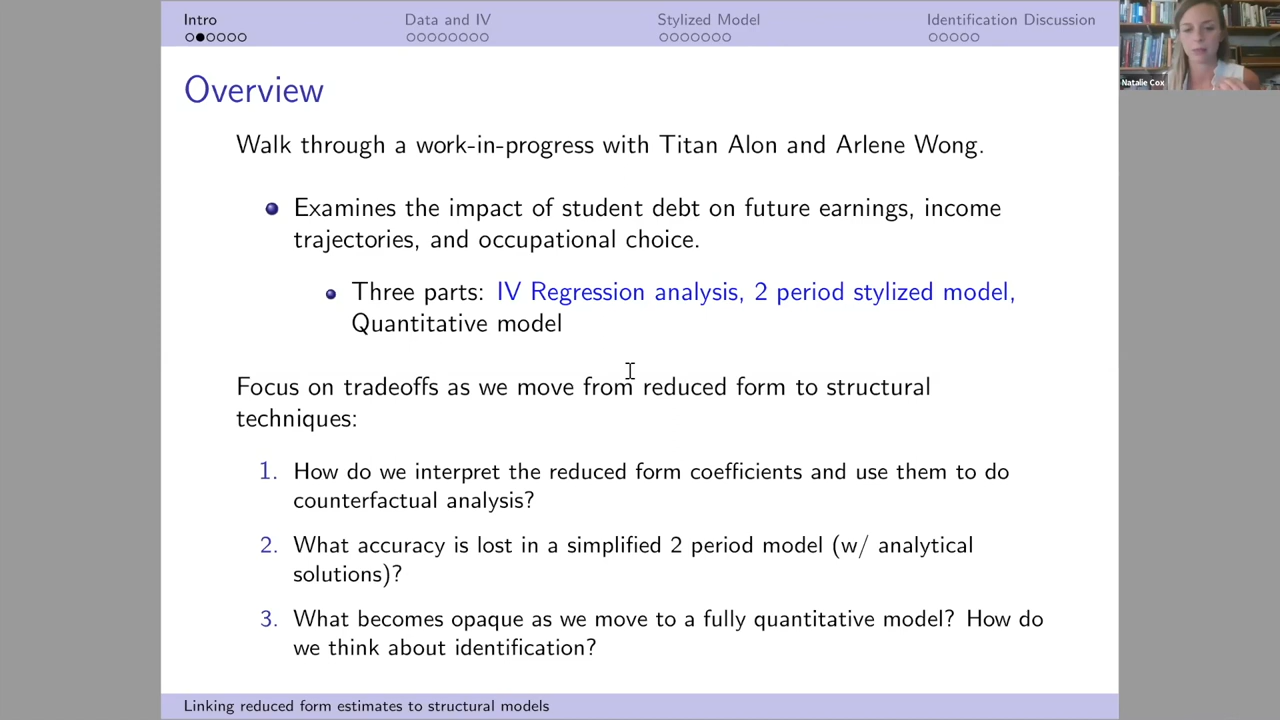 Intro
Data and IV
Stylized Model
Identification Discussion
Natalie Cox
Overview
Walk through a work-in-progress with Titan Alon and Arlene Wong.
Examines the impact of student debt on future earnings, income
trajectories, and occupational choice.
Three parts: IV Regression analysis, 2 period stylized model,
Quantitative model
Focus on tradeoffs as we move from reduced form to structural
techniques:
1. How do we interpret the reduced form coefficients and use them to do
counterfactual analysis?
2. What accuracy is lost in a simplified 2 period model (w/ analytical
solutions)?
3. What becomes opaque as we move to a fully quantitative model? How do
we think about identification?
Linking reduced form estimates to structural models